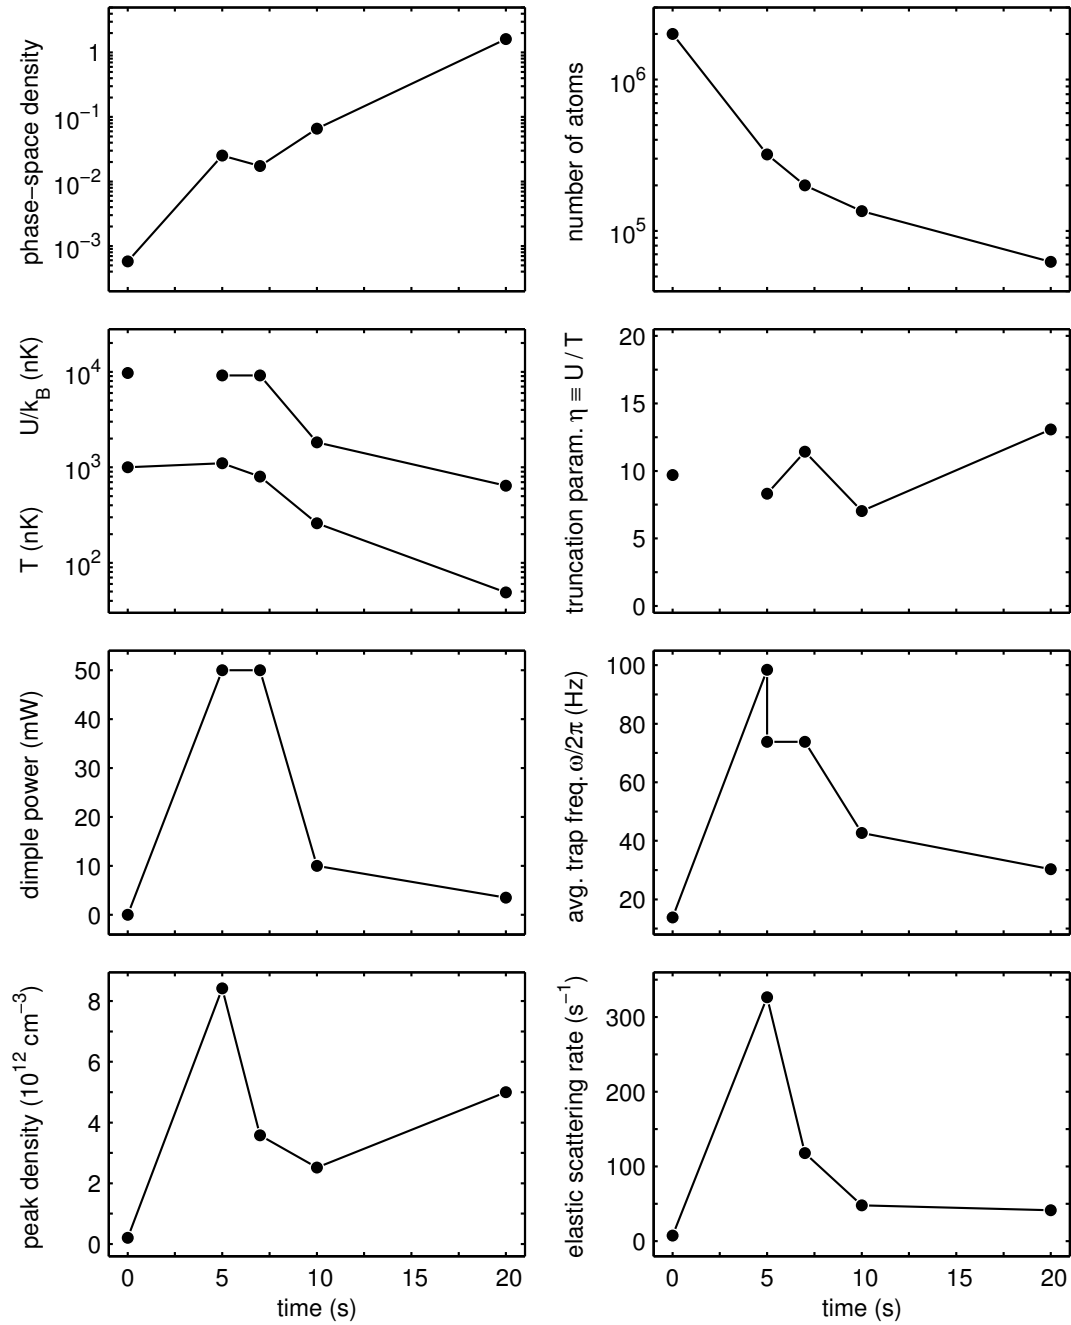 phase−space density
1
10−1
10−2
10−3
number of atoms
10^6
10^5
T (nK) U/k_B (nK)
10^4
10^3
10^2
truncation param. η ≡ U / T
20
15
10
5
0
dimple power (mW)
50
40
30
20
10
0
avg. trap freq. ω/2π (Hz)
100
80
60
40
20
peak density (10^12 cm^−3)
8
6
4
2
0
0 5 10 15 20
time (s)
elastic scattering rate (s^−1)
300
200
100
0
0 5 10 15 20
time (s)